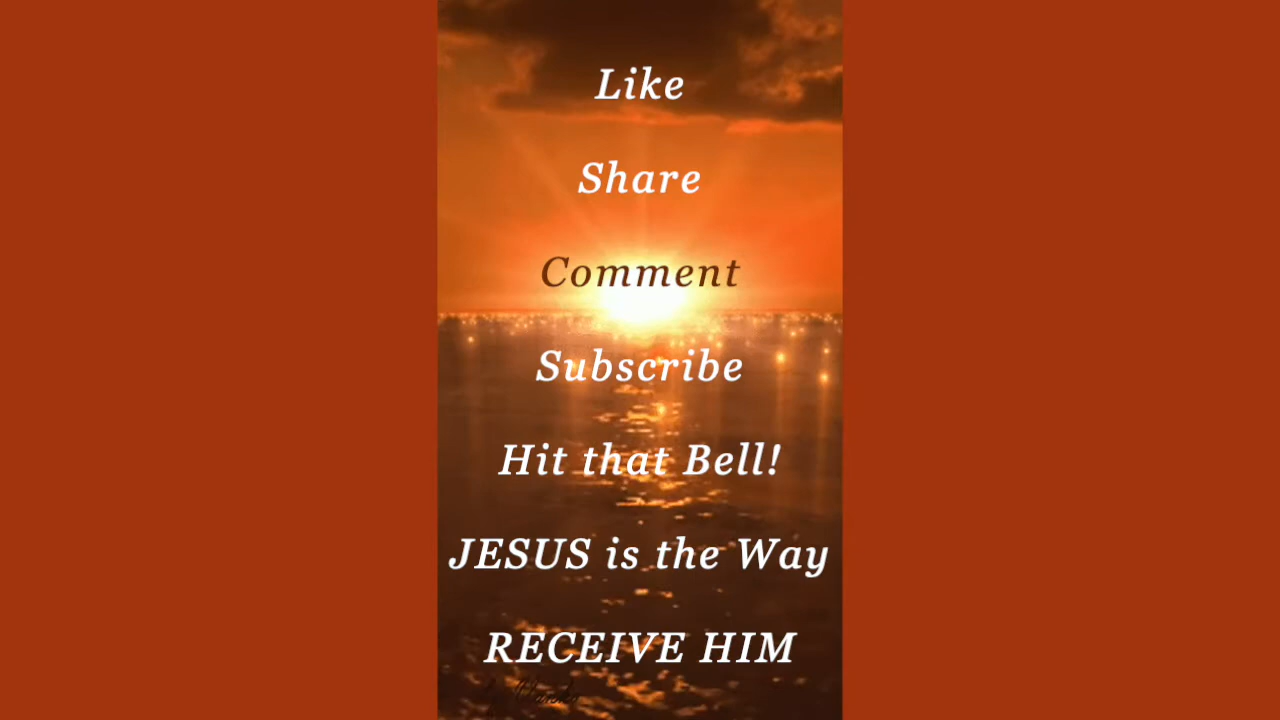 Like
Share
Comment
Subscribe
Hit that Bell!
JESUS is the Way
RECEIVE HIM